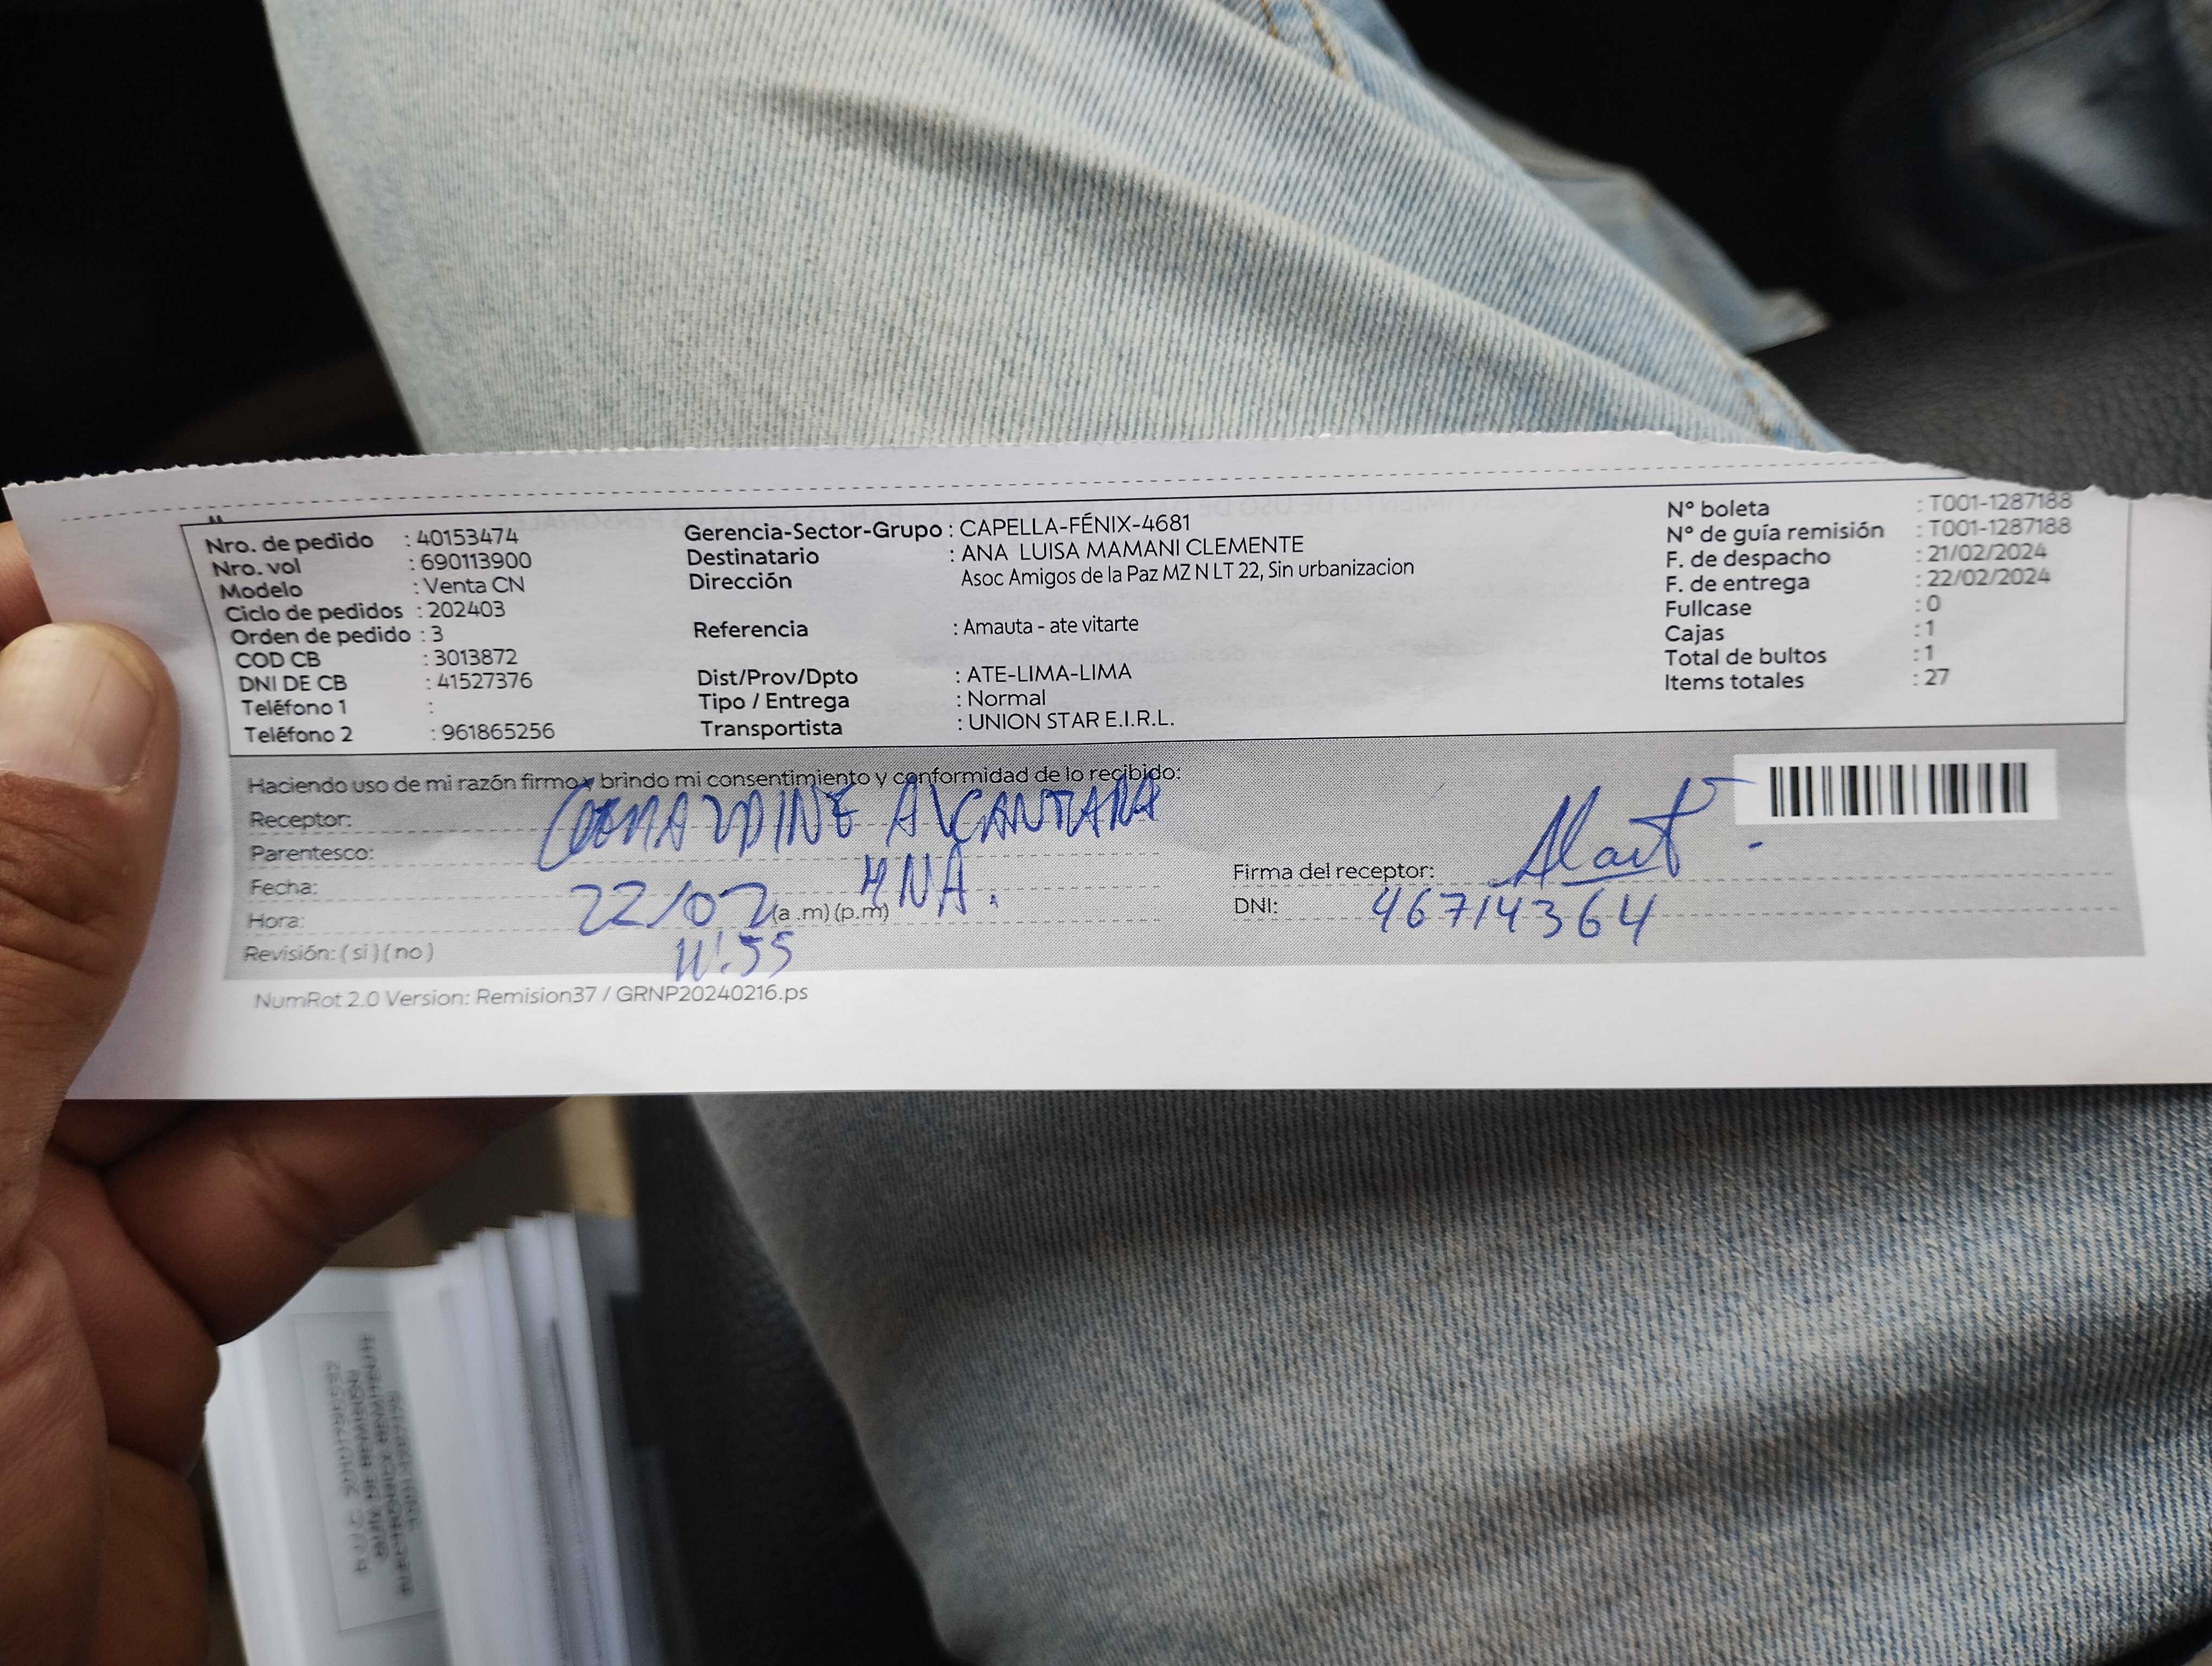 Nro. de pedido : 40153474
Nro. vol : 690113900
Modelo : Venta CN
Ciclo de pedidos : 202403
Orden de pedido : 3
COD CB : 3013872
DNI DE CB : 41527376
Teléfono 1 :
Teléfono 2 : 961865256
Gerencia-Sector-Grupo : CAPELLA-FÉNIX-4681
Destinatario : ANA LUISA MAMANI CLEMENTE
Dirección Asoc Amigos de la Paz MZ N LT 22, Sin urbanizacion
Referencia : Amauta - ate vitarte
Dist/Prov/Dpto : ATE-LIMA-LIMA
Tipo / Entrega : Normal
Transportista : UNION STAR E.I.R.L.
N° boleta : T001-1287188
N° de guía remisión : T001-1287188
F. de despacho : 21/02/2024
F. de entrega : 22/02/2024
Fullcase : 0
Cajas : 1
Total de bultos : 1
Items totales : 27
Haciendo uso de mi razón firmo y brindo mi consentimiento y conformidad de lo recibido:
Receptor: ALCANTARA
Parentesco: HNA.
Fecha: 22/02
Hora: (a .m) (p.m)
11:55
Revisión: ( si ) ( no )
Firma del receptor:
DNI: 46714364
NumRot 2.0 Version: Remision37 / GRNP20240216.ps